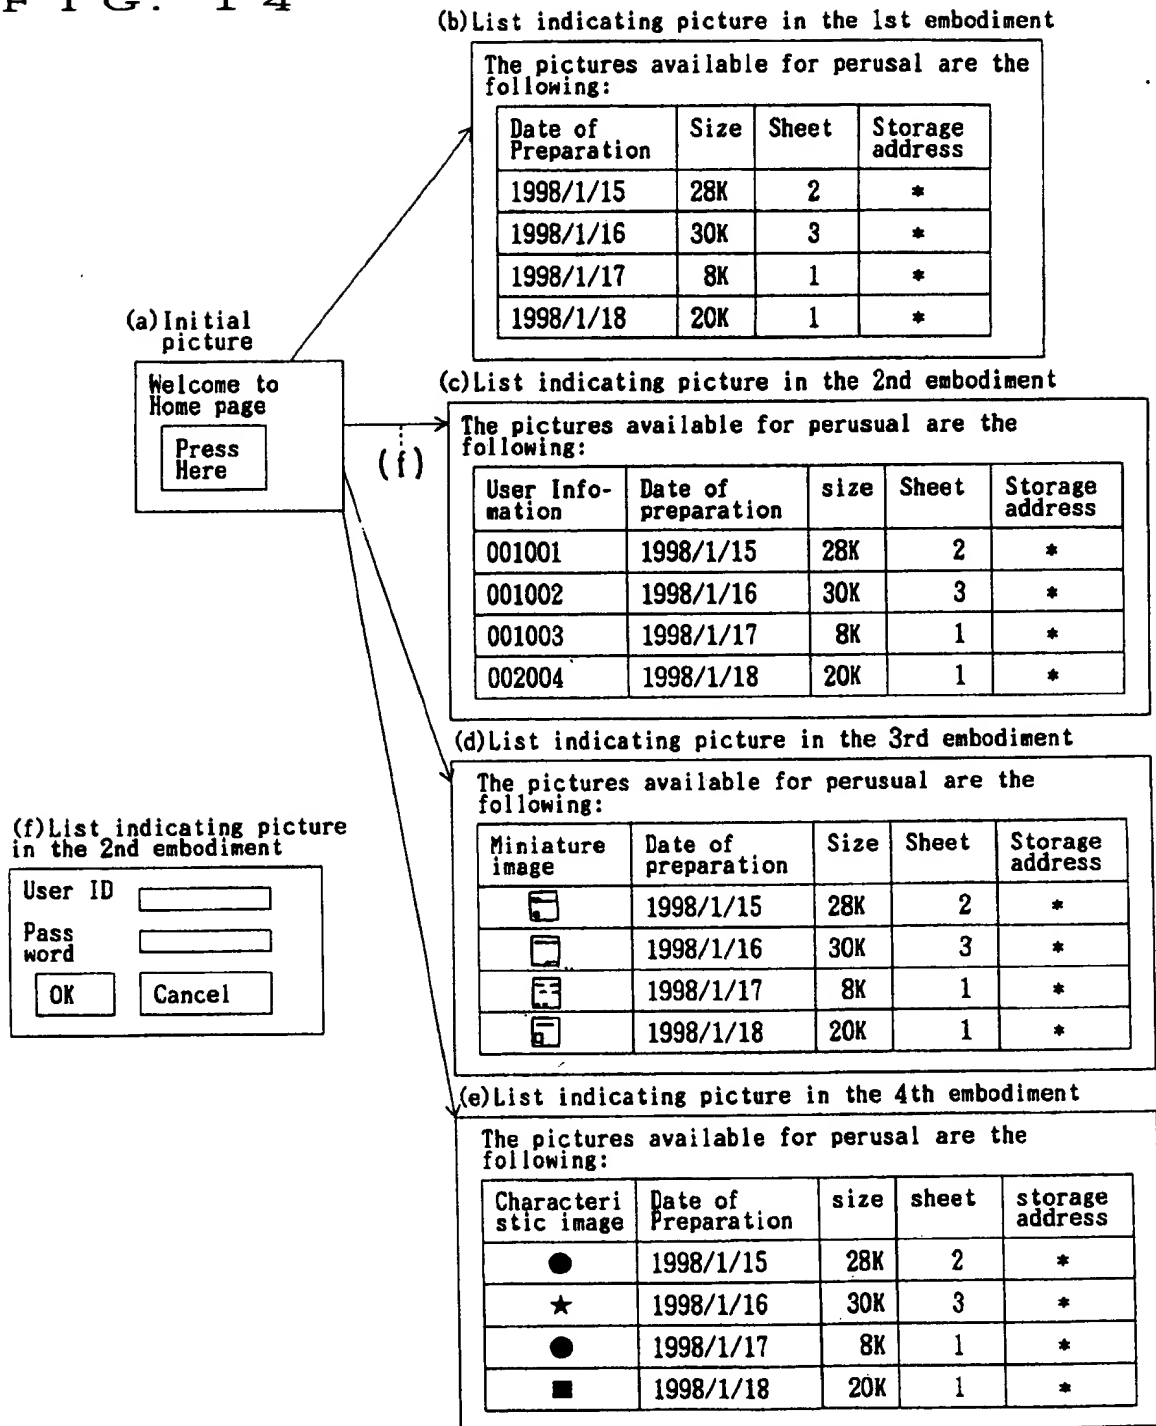 FIG. 14
(b)List indicating picture in the 1st embodiment
The pictures available for perusal are the
following:
Date of Preparation Size Sheet Storage address
1998/1/15 28K 2 *
1998/1/16 30K 3 *
1998/1/17 8K 1 *
1998/1/18 20K 1 *
(a)Initial
picture
Welcome to
Home page
Press
Here
(f)
(c)List indicating picture in the 2nd embodiment
The pictures available for perusual are the
following:
User Info-mation Date of preparation size Sheet Storage address
001001 1998/1/15 28K 2 *
001002 1998/1/16 30K 3 *
001003 1998/1/17 8K 1 *
002004 1998/1/18 20K 1 *
(d)List indicating picture in the 3rd embodiment
The pictures available for perusual are the
following:
Miniature image Date of preparation Size Sheet Storage address
1998/1/15 28K 2 *
1998/1/16 30K 3 *
1998/1/17 8K 1 *
1998/1/18 20K 1 *
(f)List indicating picture
in the 2nd embodiment
User ID
Pass
word
OK Cancel
(e)List indicating picture in the 4th embodiment
The pictures available for perusal are the
following:
Characteri stic image Date of Preparation size sheet storage address
● 1998/1/15 28K 2 *
★ 1998/1/16 30K 3 *
● 1998/1/17 8K 1 *
■ 1998/1/18 20K 1 *